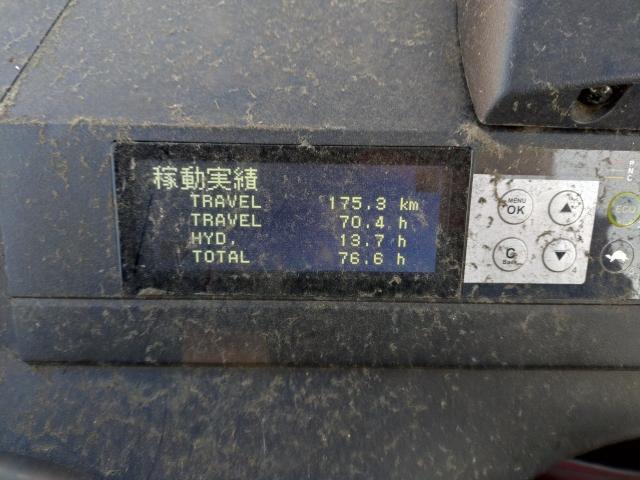 稼動実績
TRAVEL 175.3 km
TRAVEL 70.4 h
HYD. 13.7 h
TOTAL 76.6 h
MENU
OK
C
Back
ECO